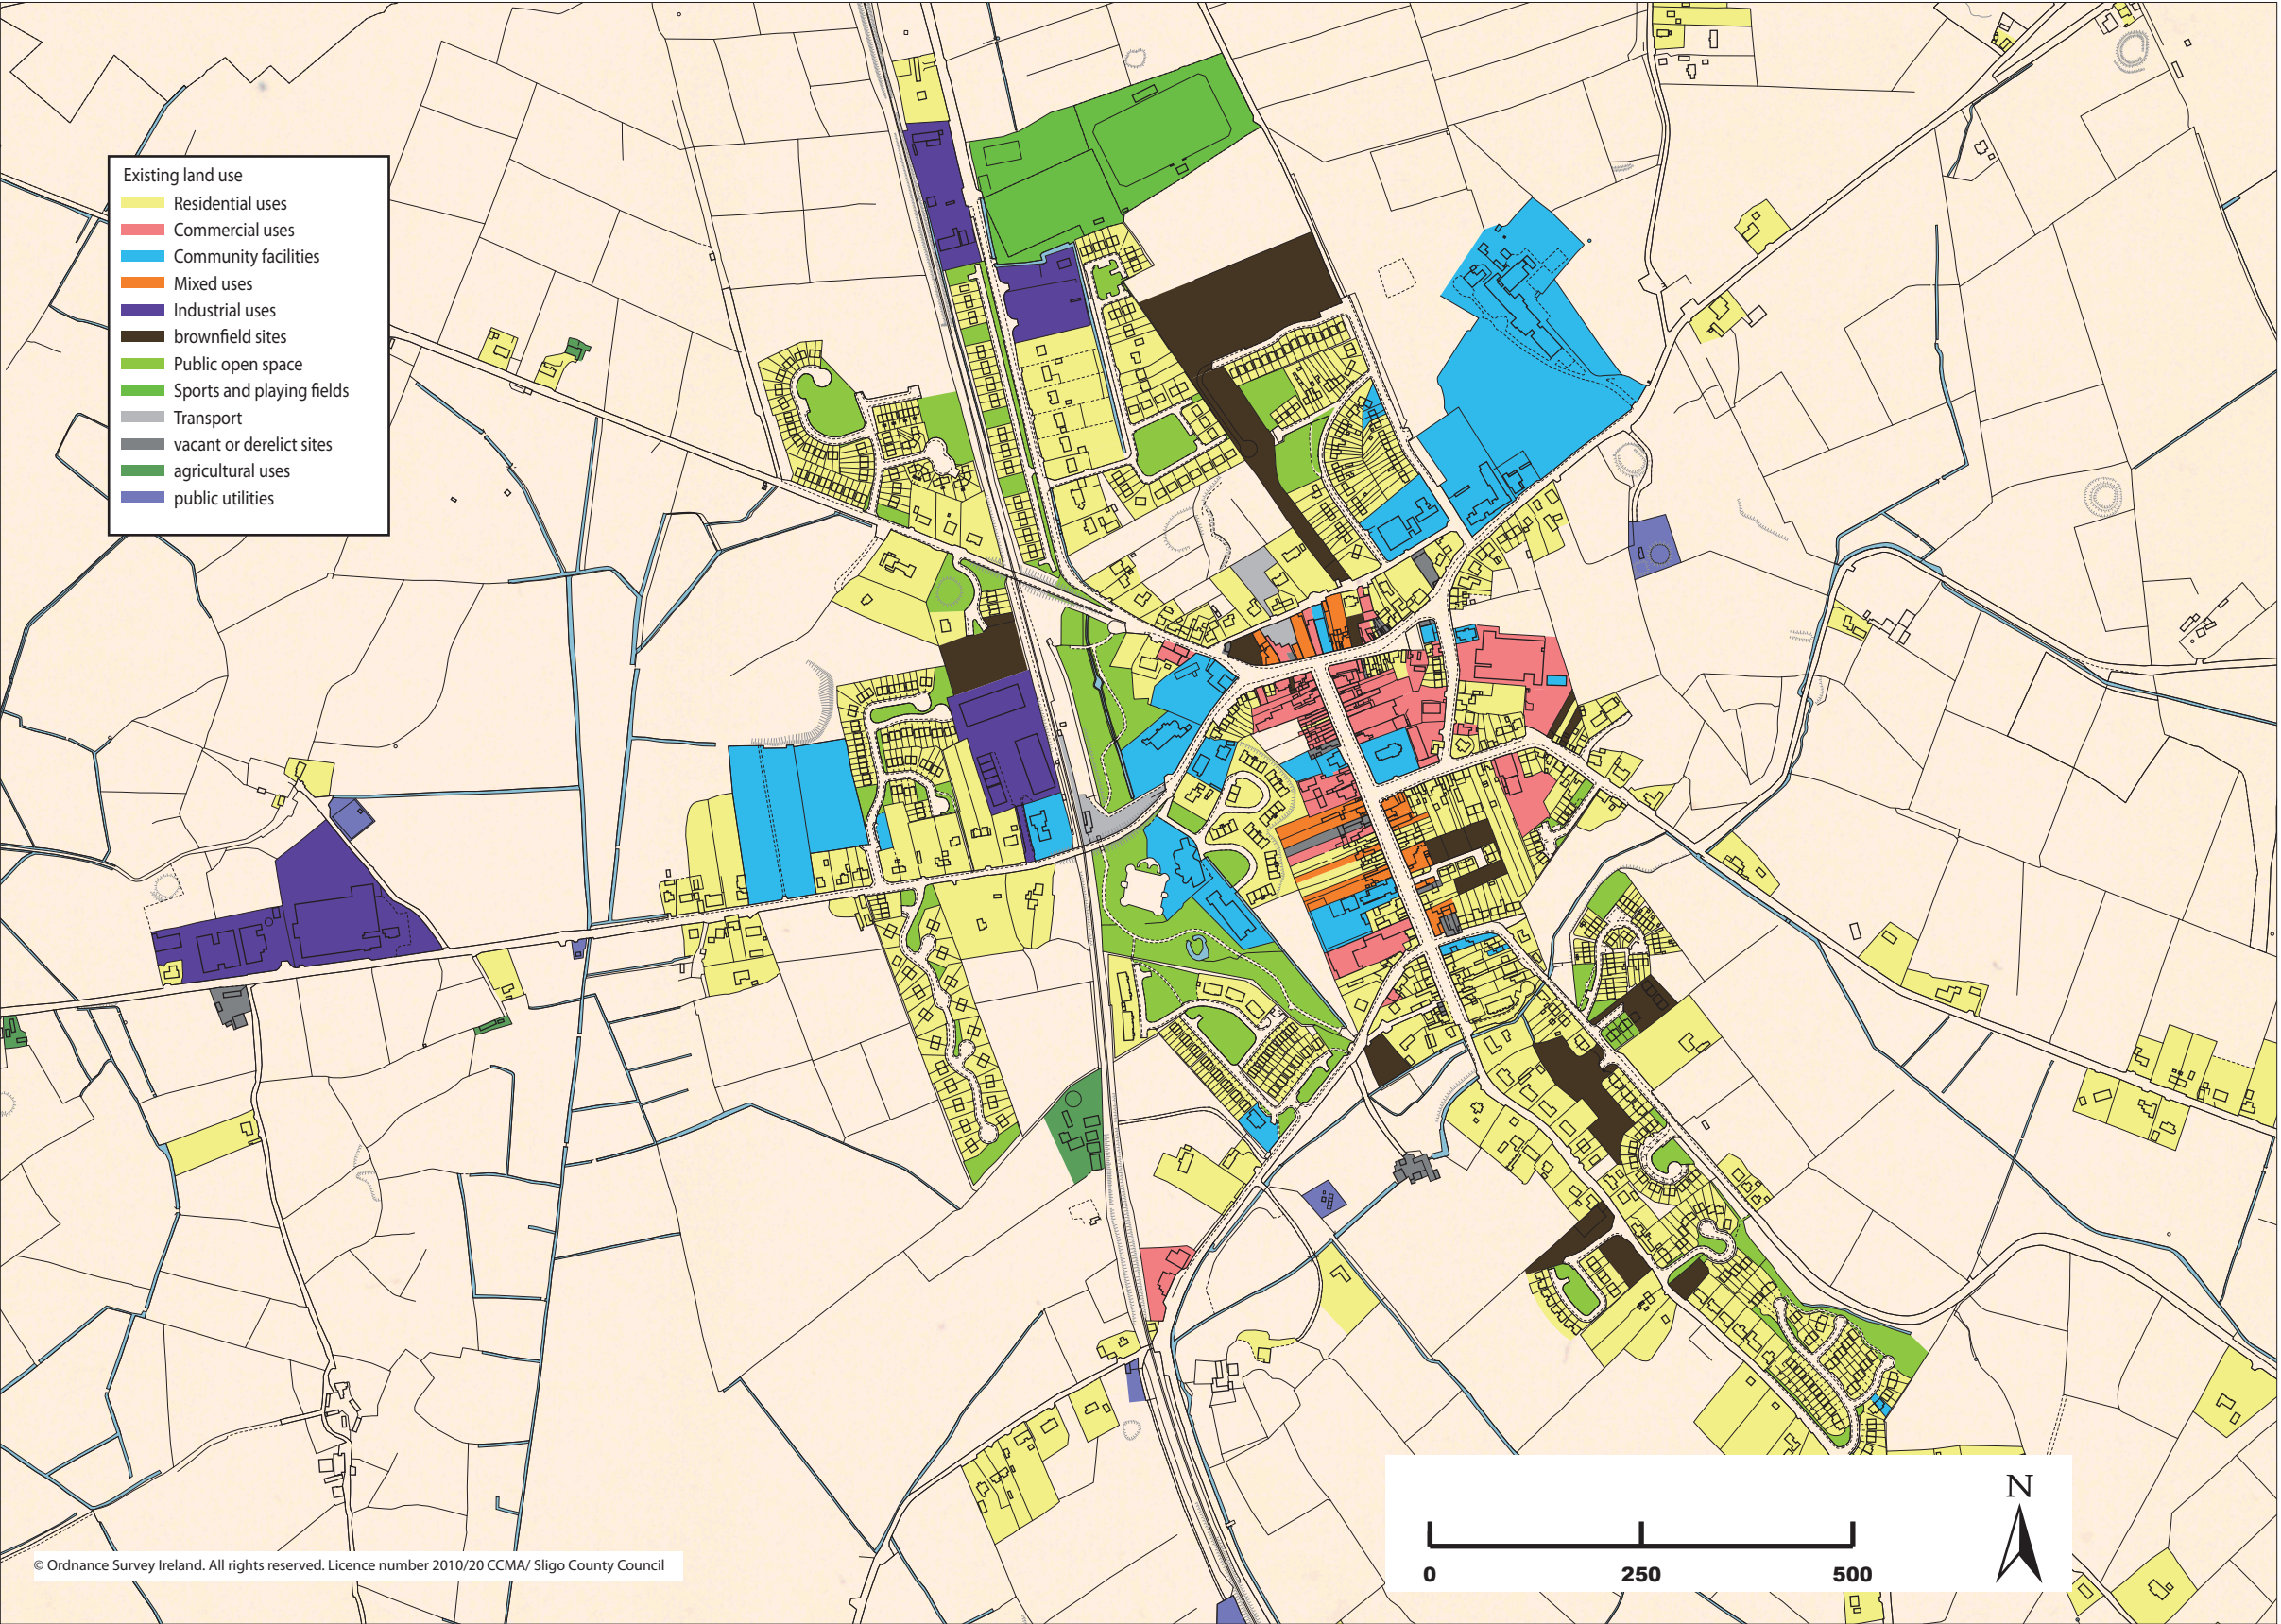 Existing land use
Residential uses
Commercial uses
Community facilities
Mixed uses
Industrial uses
brownfield sites
Public open space
Sports and playing fields
Transport
vacant or derelict sites
agricultural uses
public utilities
N
0 250 500
© Ordnance Survey Ireland. All rights reserved. Licence number 2010/20 CCMA/ Sligo County Council